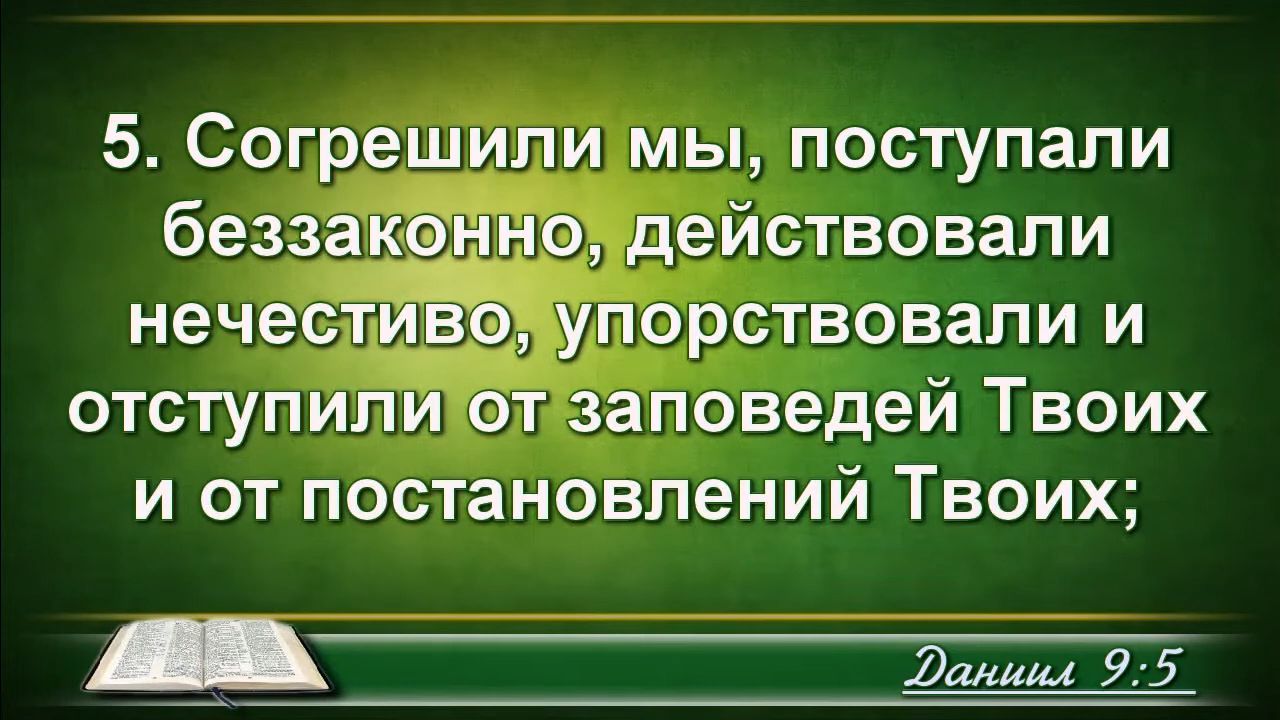 5. Согрешили мы, поступали
беззаконно, действовали
нечестиво, упорствовали и
отступили от заповедей Твоих
и от постановлений Твоих;
Даниил 9:5